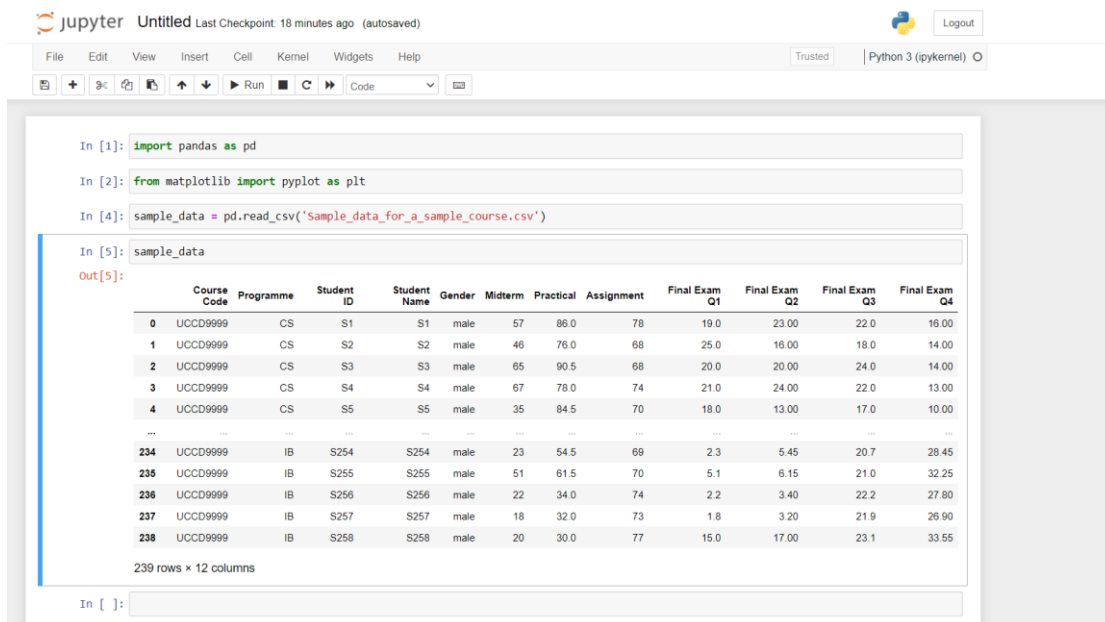 jupyter Untitled Last Checkpoint: 18 minutes ago (autosaved) Logout
File Edit View Insert Cell Kernel Widgets Help Trusted Python 3 (ipykernel)
Run Code
In [1]: import pandas as pd
In [2]: from matplotlib import pyplot as plt
In [4]: sample_data = pd.read_csv('Sample_data_for_a_sample_course.csv')
In [5]: sample_data
Out[5]:
Course Code Programme Student ID Student Name Gender Midterm Practical Assignment Final Exam Q1 Final Exam Q2 Final Exam Q3 Final Exam Q4
0 UCCD9999 CS S1 S1 male 57 86.0 78 19.0 23.00 22.0 16.00
1 UCCD9999 CS S2 S2 male 46 76.0 68 25.0 16.00 18.0 14.00
2 UCCD9999 CS S3 S3 male 65 90.5 68 20.0 20.00 24.0 14.00
3 UCCD9999 CS S4 S4 male 67 78.0 74 21.0 24.00 22.0 13.00
4 UCCD9999 CS S5 S5 male 35 84.5 70 18.0 13.00 17.0 10.00
... ... ... ... ... ... ... ... ... ... ... ... ...
234 UCCD9999 IB S254 S254 male 23 54.5 69 2.3 5.45 20.7 28.45
235 UCCD9999 IB S255 S255 male 51 61.5 70 5.1 6.15 21.0 32.25
236 UCCD9999 IB S256 S256 male 22 34.0 74 2.2 3.40 22.2 27.80
237 UCCD9999 IB S257 S257 male 18 32.0 73 1.8 3.20 21.9 26.90
238 UCCD9999 IB S258 S258 male 20 30.0 77 15.0 17.00 23.1 33.55
239 rows × 12 columns
In [ ]: